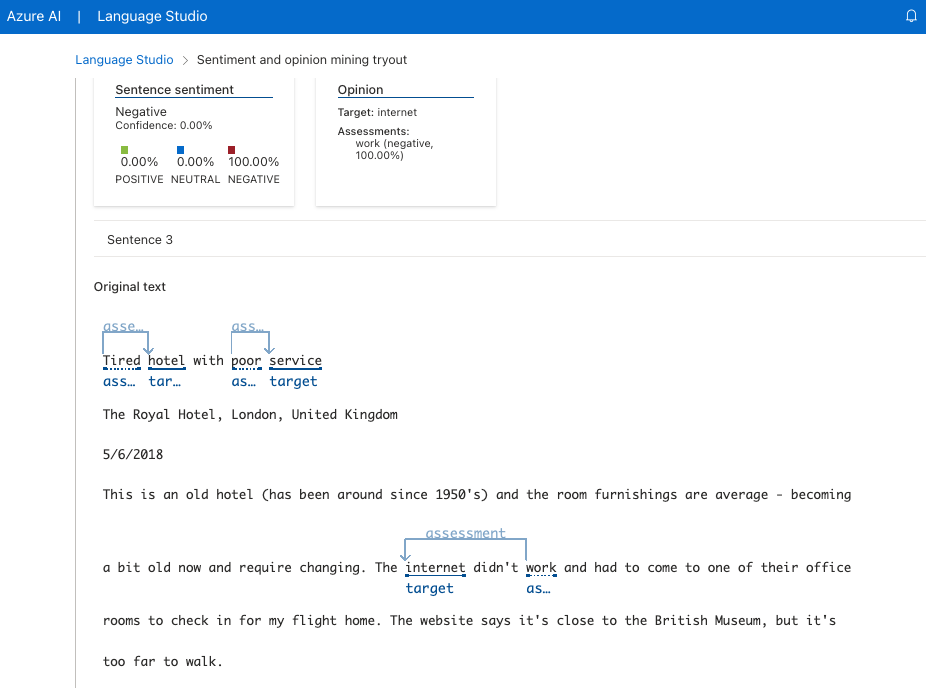 Azure AI | Language Studio
Language Studio > Sentiment and opinion mining tryout
Sentence sentiment
Negative
Confidence: 0.00%
0.00% 0.00% 100.00%
POSITIVE NEUTRAL NEGATIVE
Opinion
Target: internet
Assessments:
work (negative,
100.00%)
Sentence 3
Original text
asse… ass…
Tired hotel with poor service
ass… tar… as… target
The Royal Hotel, London, United Kingdom
5/6/2018
This is an old hotel (has been around since 1950's) and the room furnishings are average - becoming
assessment
a bit old now and require changing. The internet didn't work and had to come to one of their office
target as…
rooms to check in for my flight home. The website says it's close to the British Museum, but it's
too far to walk.